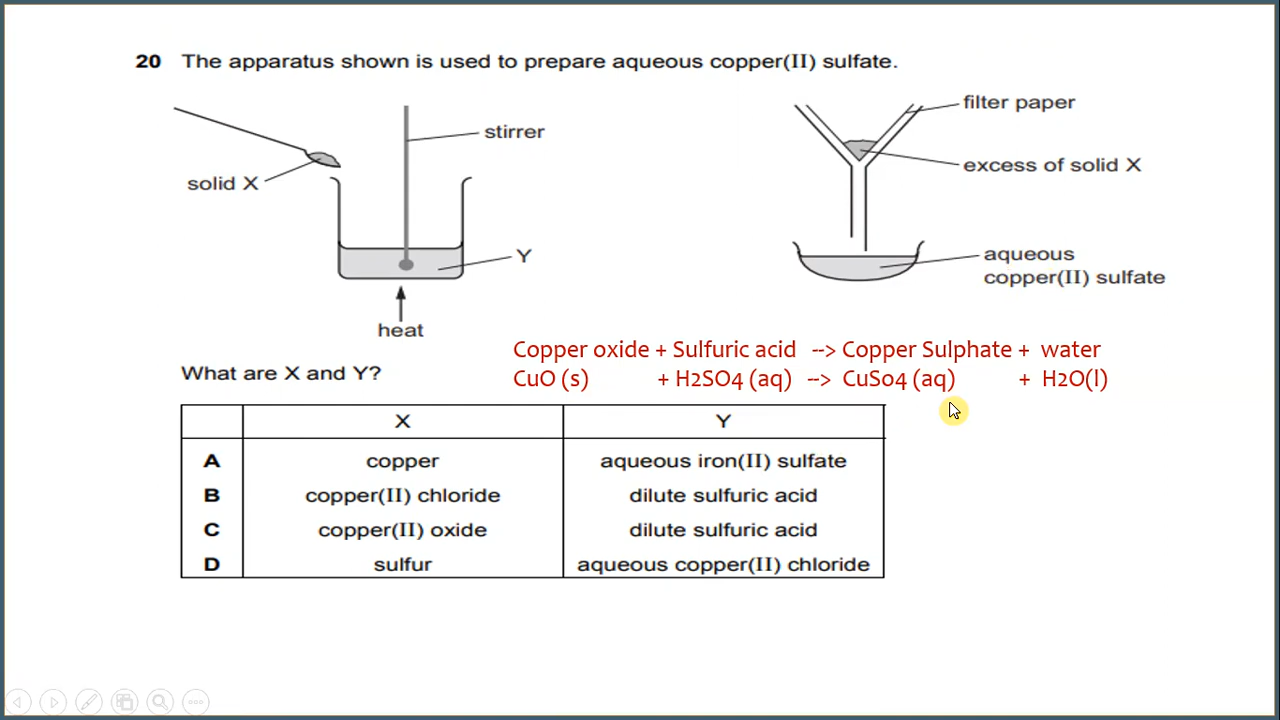 20 The apparatus shown is used to prepare aqueous copper(II) sulfate.
filter paper
stirrer
excess of solid X
solid X
Y
aqueous
copper(II) sulfate
heat
Copper oxide + Sulfuric acid --> Copper Sulphate + water
What are X and Y?
CuO (s) + H2SO4 (aq) --> CuSo4 (aq) + H2O(l)
X Y
A copper aqueous iron(II) sulfate
B copper(II) chloride dilute sulfuric acid
C copper(II) oxide dilute sulfuric acid
D sulfur aqueous copper(II) chloride